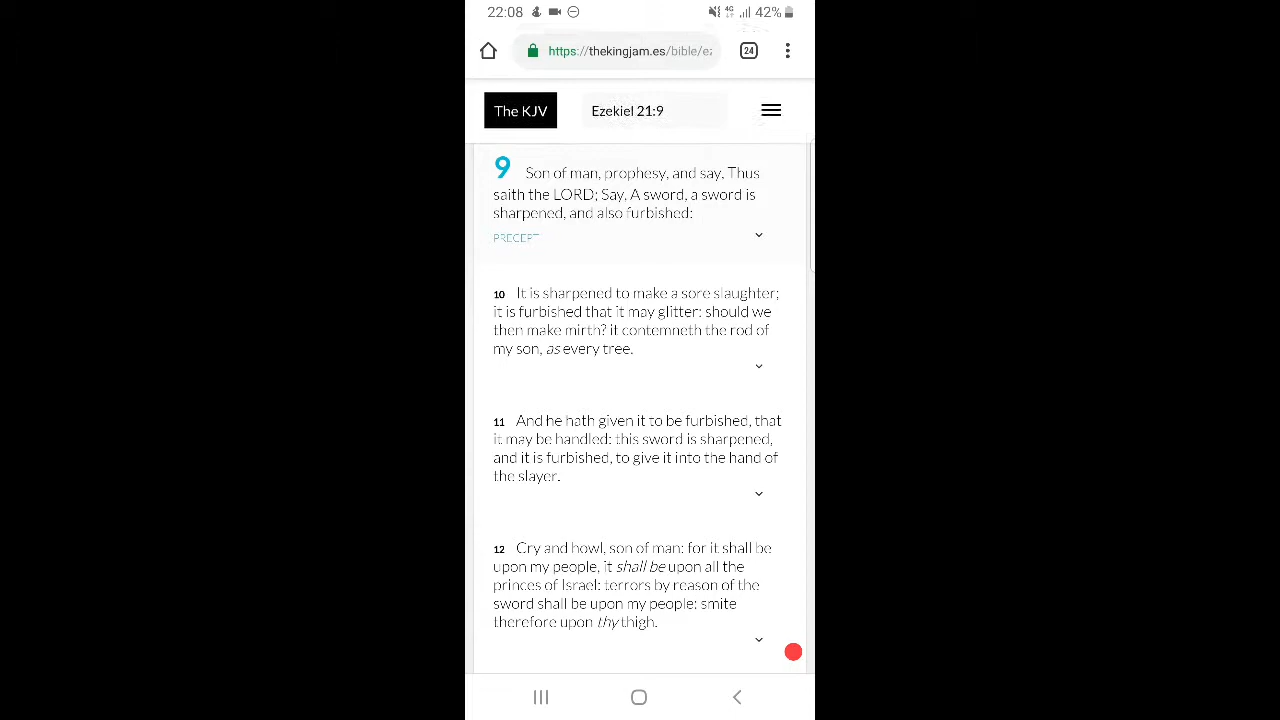 22:08 4G 42%
https://thekingjam.es/bible/e 24
The KJV Ezekiel 21:9
9 Son of man, prophesy, and say, Thus
saith the LORD; Say, A sword, a sword is
sharpened, and also furbished:
PRECEPT
10 It is sharpened to make a sore slaughter;
it is furbished that it may glitter: should we
then make mirth? it contemneth the rod of
my son, as every tree.
11 And he hath given it to be furbished, that
it may be handled: this sword is sharpened,
and it is furbished, to give it into the hand of
the slayer.
12 Cry and howl, son of man: for it shall be
upon my people, it shall be upon all the
princes of Israel: terrors by reason of the
sword shall be upon my people: smite
therefore upon thy thigh.